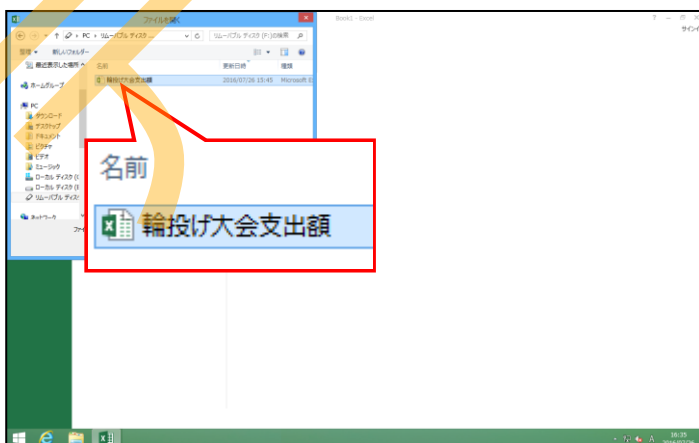 ファイルを開く
Book1 - Excel
サインイ
PC ▸ リムーバブル ディスク ...
リムーバブル ディスク (F:)の検索
整理 新しいフォルダー
最近表示した場所
名前 更新日時 種類
輪投げ大会支出額 2016/07/26 15:45 Microsoft E
ホームグループ
PC
ダウンロード
デスクトップ
ドキュメント
ピクチャ
ビデオ
ミュージック
ローカル ディスク (C
ローカル ディスク (
リムーバブル ディス
ネットワーク
名前
輪投げ大会支出額
A
16:35